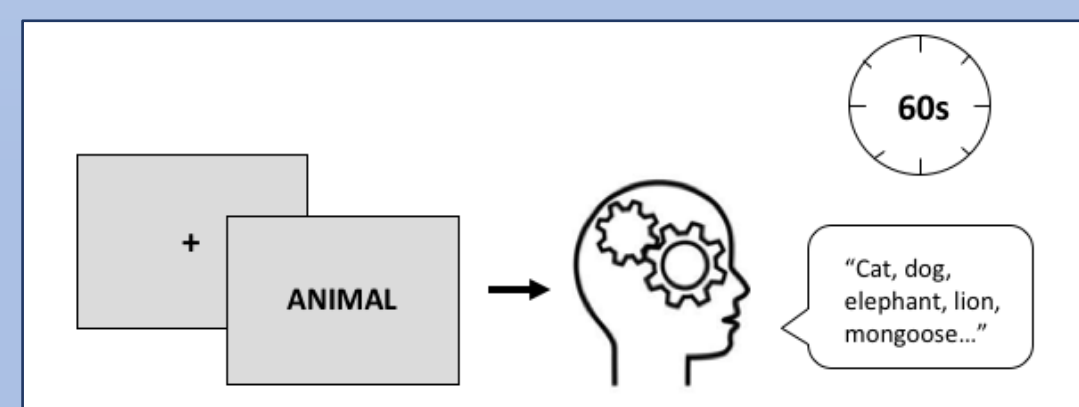 60s
+
ANIMAL
“Cat, dog,
elephant, lion,
mongoose…”